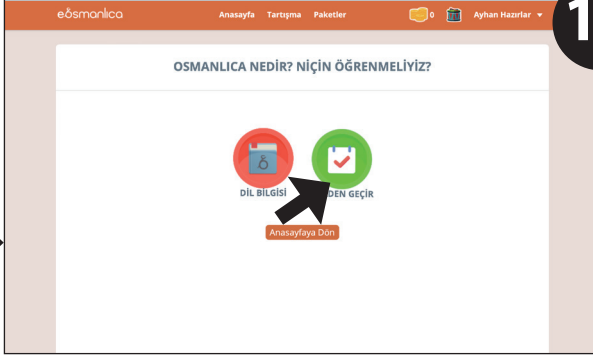 eösmanlıca Anasayfa Tartışma Paketler 0 Ayhan Hazırlar
1
OSMANLICA NEDİR? NİÇİN ÖĞRENMELİYİZ?
DİL BİLGİSİ DEN GEÇİR
Anasayfaya Dön